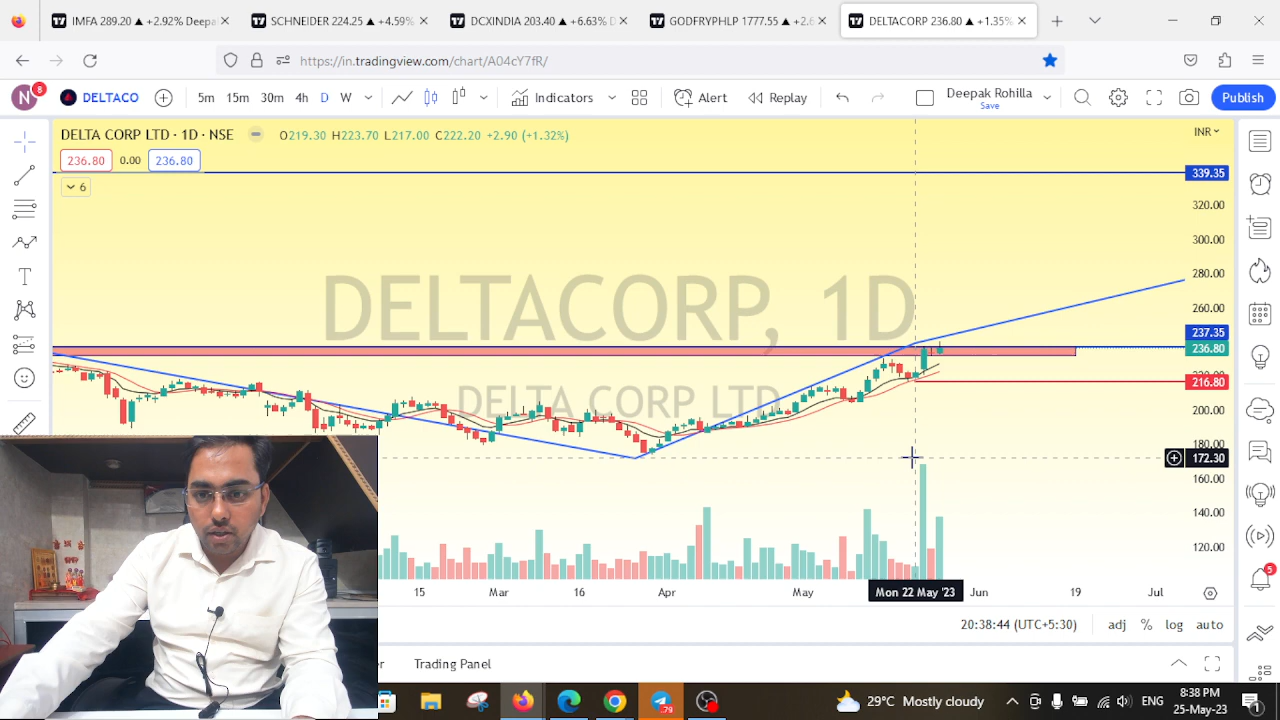 IMFA 289.20 ▲ +2.92% Deepa
SCHNEIDER 224.25 ▲ +4.59%
DCXINDIA 203.40 ▲ +6.63% D
GODFRYPHLP 1777.55 ▲ +2.6
DELTACORP 236.80 ▲ +1.35%
https://in.tradingview.com/chart/A04cY7fR/
N 8 DELTACO 5m 15m 30m 4h D W Indicators Alert Replay Deepak Rohilla Save Publish
DELTA CORP LTD · 1D · NSE O219.30 H223.70 L217.00 C222.20 +2.90 (+1.32%) INR
236.80 0.00 236.80
6
339.35
320.00
300.00
280.00
260.00
237.35
236.80
216.80
200.00
180.00
172.30
160.00
140.00
120.00
DELTACORP, 1D
DELTA CORP LTD
15 Mar 16 Apr May Mon 22 May '23 Jun 19 Jul
20:38:44 (UTC+5:30) adj % log auto
5
Trading Panel
79
29°C Mostly cloudy ENG 8:38 PM
25-May-23 1